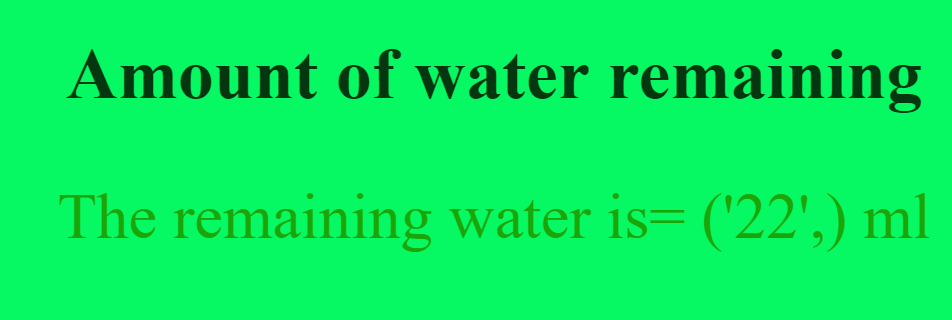 Amount of water remaining
The remaining water is= ('22',) ml